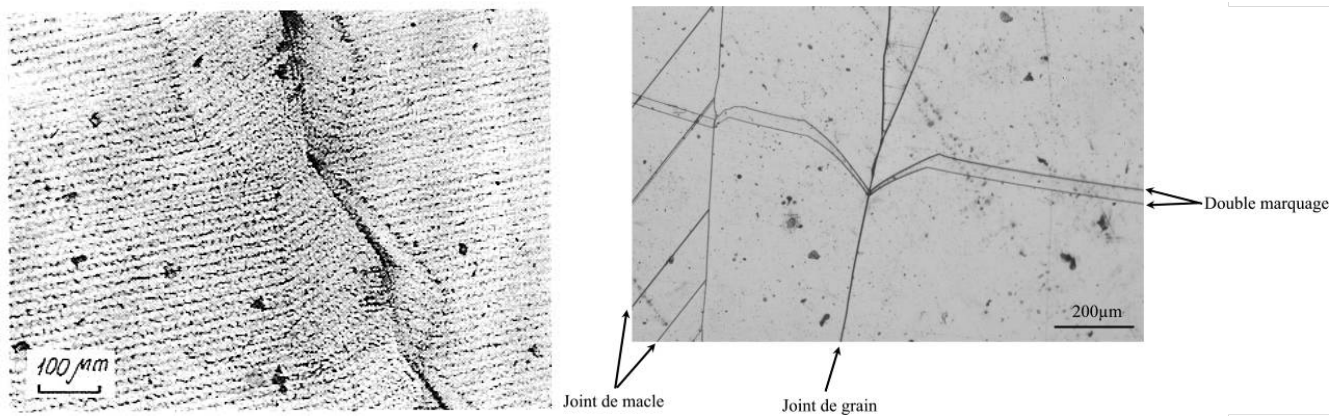 100 μm
200µm
Double marquage
Joint de macle
Joint de grain